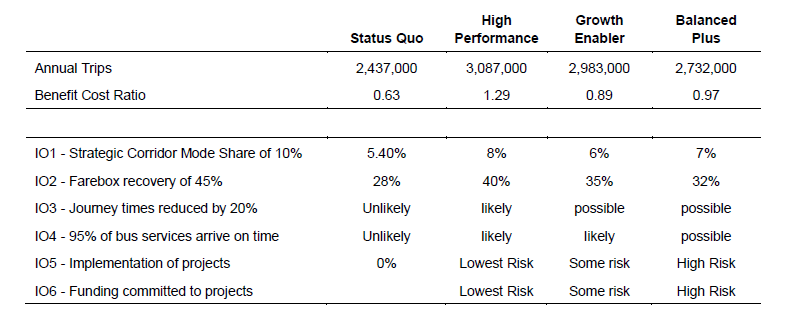 High Growth Balanced
Status Quo Performance Enabler Plus
Annual Trips 2,437,000 3,087,000 2,983,000 2,732,000
Benefit Cost Ratio 0.63 1.29 0.89 0.97
IO1 - Strategic Corridor Mode Share of 10% 5.40% 8% 6% 7%
IO2 - Farebox recovery of 45% 28% 40% 35% 32%
IO3 - Journey times reduced by 20% Unlikely likely possible possible
IO4 - 95% of bus services arrive on time Unlikely likely likely possible
IO5 - Implementation of projects 0% Lowest Risk Some risk High Risk
IO6 - Funding committed to projects Lowest Risk Some risk High Risk